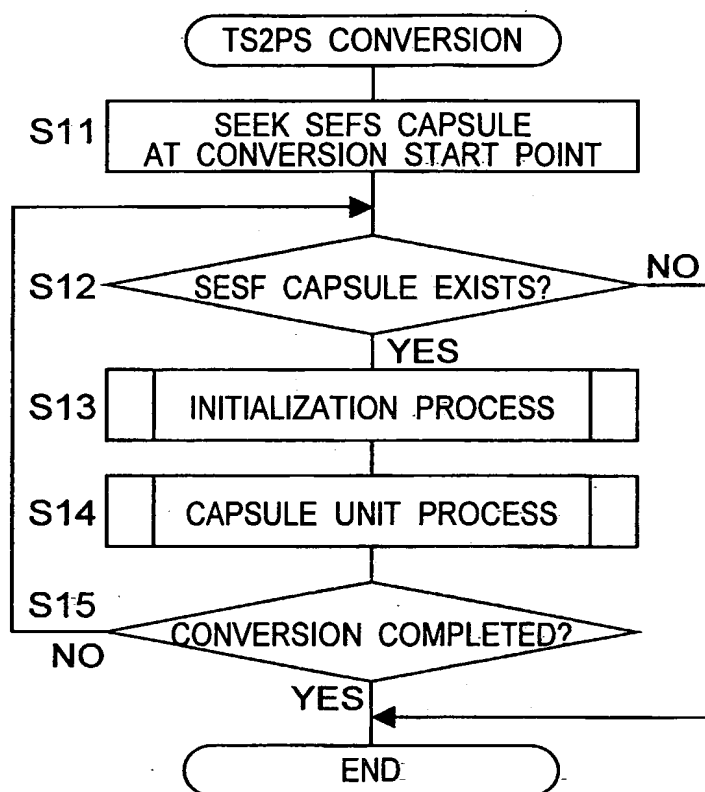 TS2PS CONVERSION
S11
SEEK SEFS CAPSULE
AT CONVERSION START POINT
S12
SESF CAPSULE EXISTS?
NO
YES
S13
INITIALIZATION PROCESS
S14
CAPSULE UNIT PROCESS
S15
CONVERSION COMPLETED?
NO
YES
END